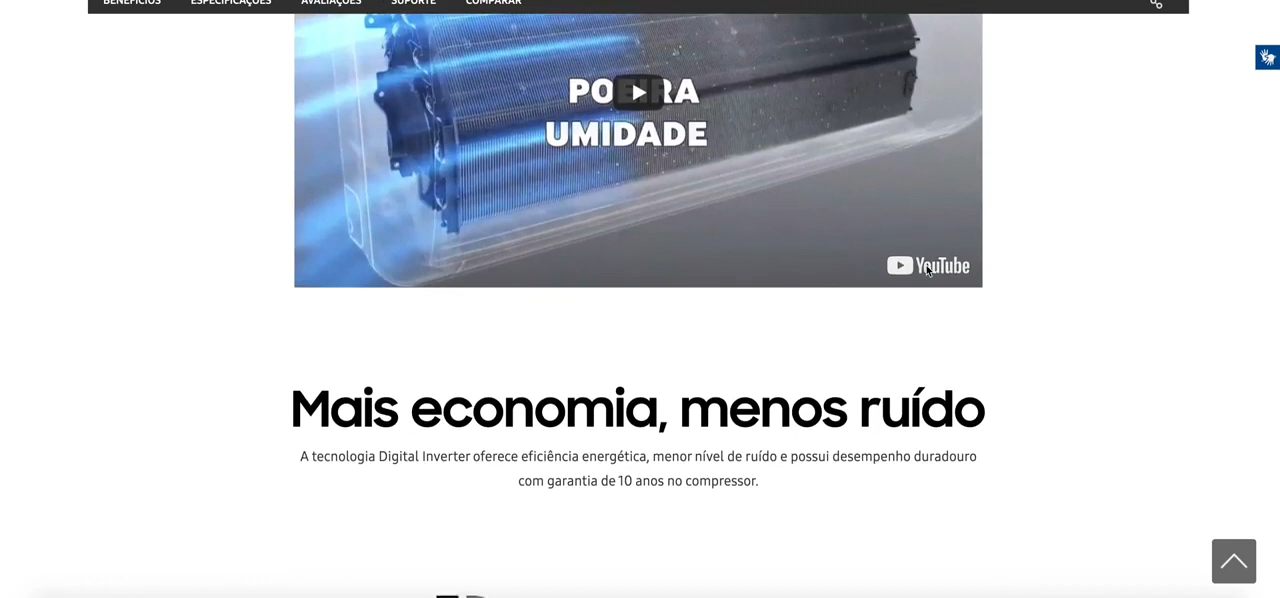 BENEFÍCIOS ESPECIFICAÇÕES AVALIAÇÕES SUPORTE COMPARAR
POEIRA
UMIDADE
YouTube
Mais economia, menos ruído
A tecnologia Digital Inverter oferece eficiência energética, menor nível de ruído e possui desempenho duradouro
com garantia de 10 anos no compressor.